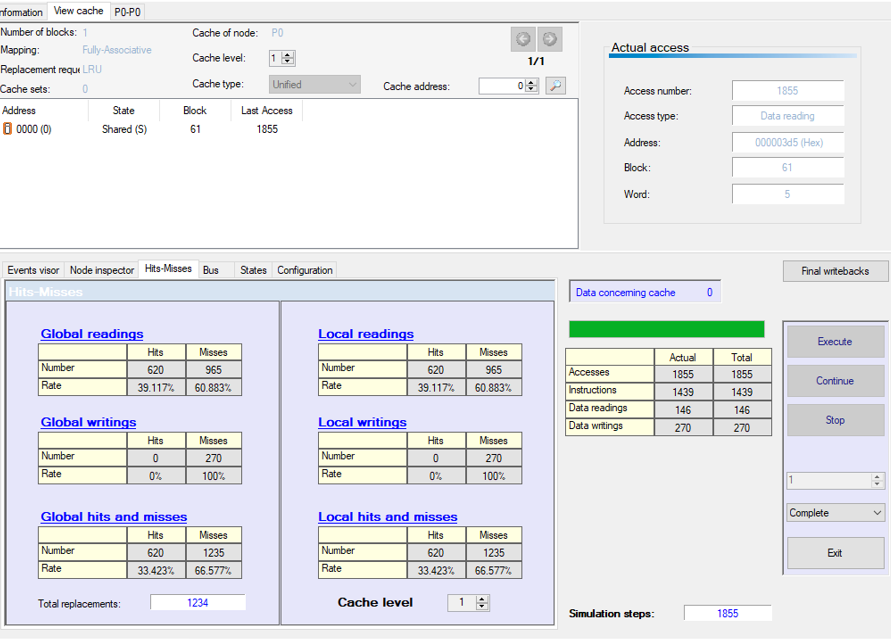 nformation View cache P0-P0
Number of blocks: 1 Cache of node: P0
Mapping: Fully-Associative Cache level: 1 1/1
Replacement reque LRU
Cache sets: 0 Cache type: Unified Cache address: 0
Address State Block Last Access
0000 (0) Shared (S) 61 1855
Actual access
Access number: 1855
Access type: Data reading
Address: 000003d5 (Hex)
Block: 61
Word: 5
Events visor Node inspector Hits-Misses Bus States Configuration
Hits-Misses
Global readings
Hits Misses
Number 620 965
Rate 39.117% 60.883%
Global writings
Hits Misses
Number 0 270
Rate 0% 100%
Global hits and misses
Hits Misses
Number 620 1235
Rate 33.423% 66.577%
Total replacements: 1234
Local readings
Hits Misses
Number 620 965
Rate 39.117% 60.883%
Local writings
Hits Misses
Number 0 270
Rate 0% 100%
Local hits and misses
Hits Misses
Number 620 1235
Rate 33.423% 66.577%
Cache level 1
Data concerning cache 0
Actual Total
Accesses 1855 1855
Instructions 1439 1439
Data readings 146 146
Data writings 270 270
Simulation steps: 1855
Final writebacks
Execute
Continue
Stop
1
Complete
Exit